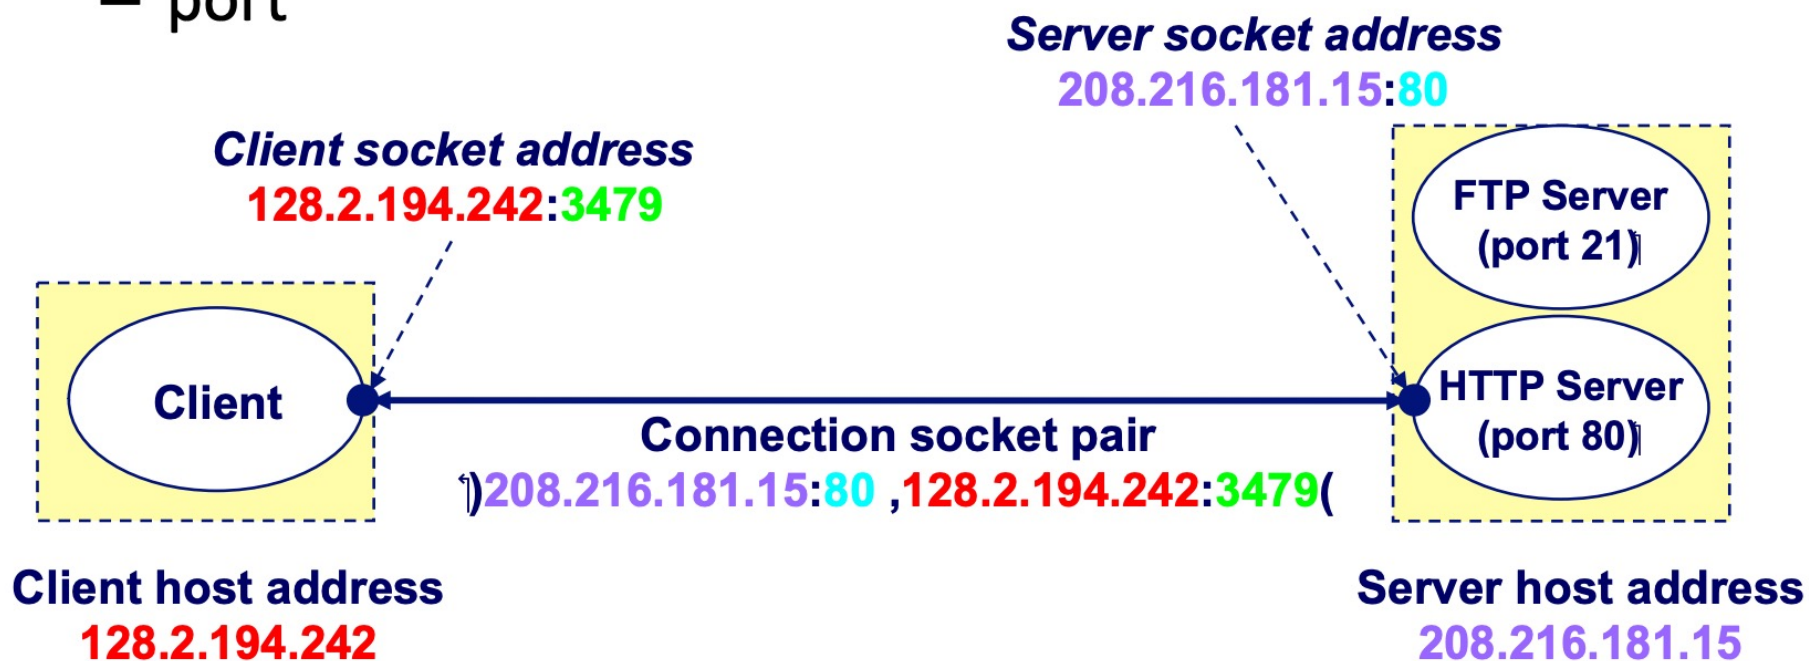 – port
Server socket address
208.216.181.15:80
Client socket address
128.2.194.242:3479
FTP Server
(port 21)
Client
HTTP Server
(port 80)
Connection socket pair
)208.216.181.15:80 ,128.2.194.242:3479(
Client host address
128.2.194.242
Server host address
208.216.181.15